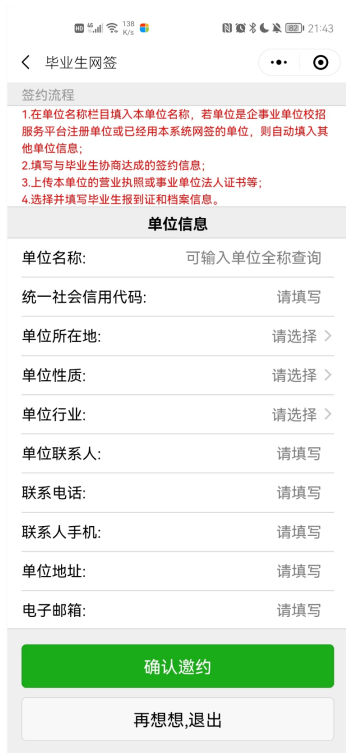 HD 46 138 K/s 82 21:43
毕业生网签
签约流程
1.在单位名称栏目填入本单位名称，若单位是企事业单位校招
服务平台注册单位或已经用本系统网签的单位，则自动填入其
他单位信息；
2.填写与毕业生协商达成的签约信息；
3.上传本单位的营业执照或事业单位法人证书等；
4.选择并填写毕业生报到证和档案信息。
单位信息
单位名称: 可输入单位全称查询
统一社会信用代码: 请填写
单位所在地: 请选择
单位性质: 请选择
单位行业: 请选择
单位联系人: 请填写
联系电话: 请填写
联系人手机: 请填写
单位地址: 请填写
电子邮箱: 请填写
确认邀约
再想想,退出